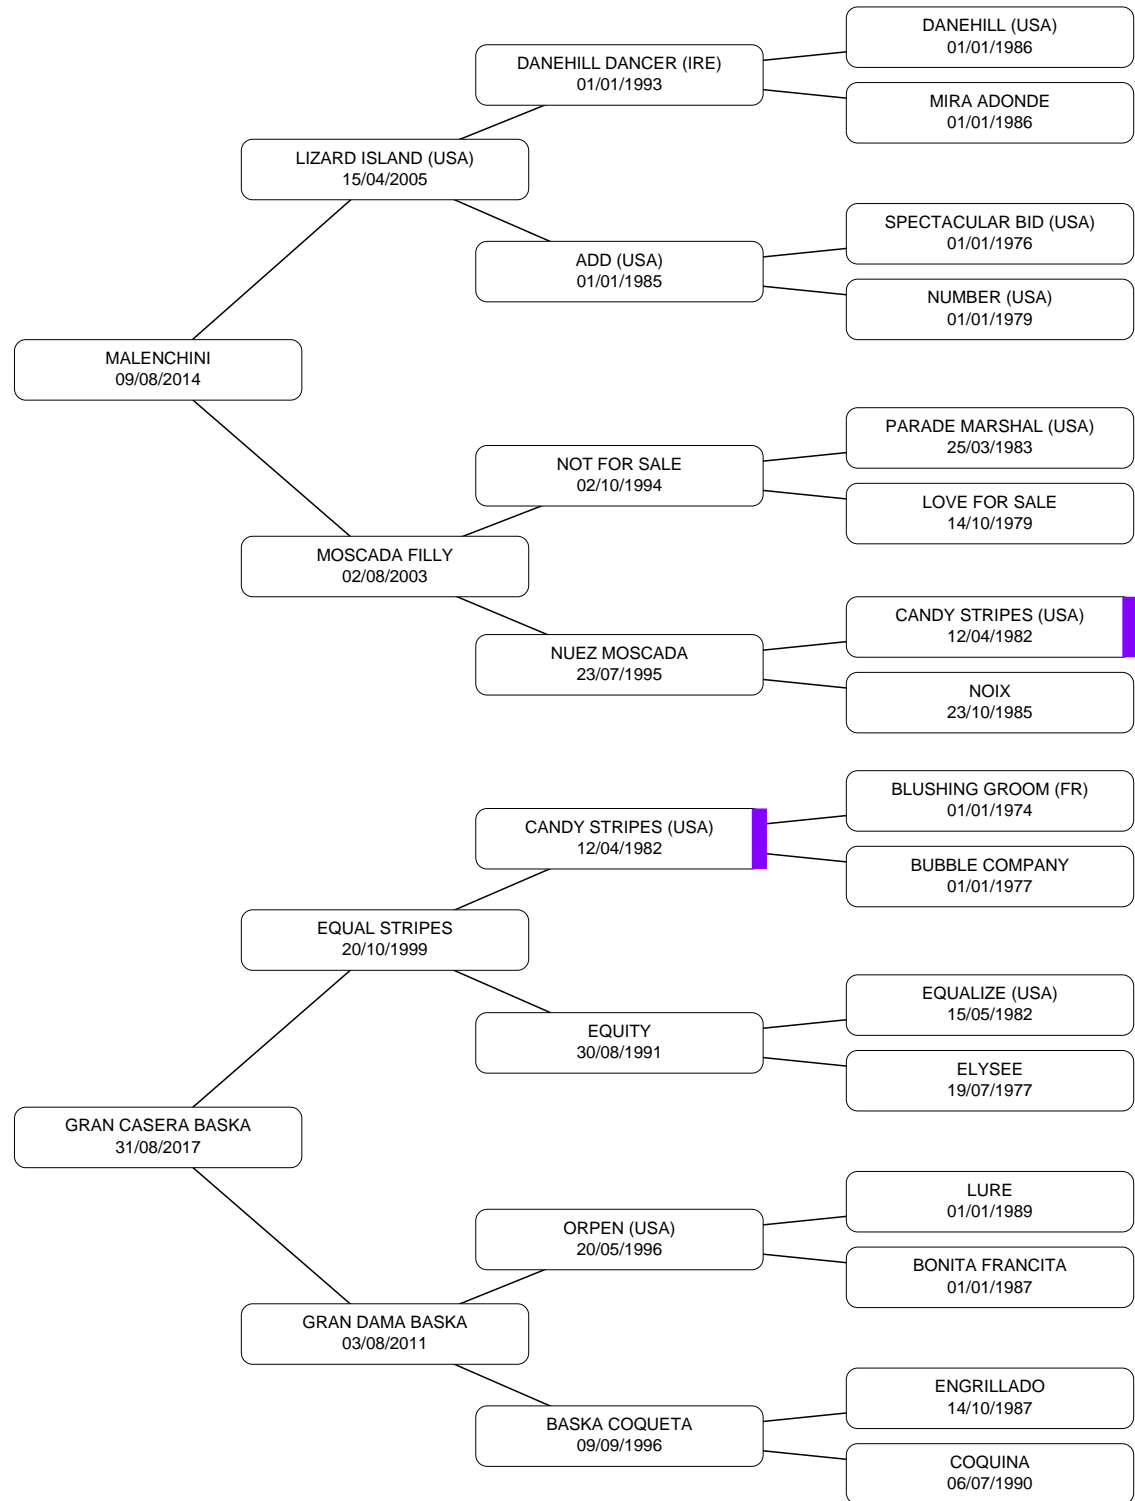 DANEHILL (USA)
01/01/1986
DANEHILL DANCER (IRE)
01/01/1993
MIRA ADONDE
01/01/1986
LIZARD ISLAND (USA)
15/04/2005
SPECTACULAR BID (USA)
01/01/1976
ADD (USA)
01/01/1985
NUMBER (USA)
01/01/1979
MALENCHINI
09/08/2014
PARADE MARSHAL (USA)
25/03/1983
NOT FOR SALE
02/10/1994
LOVE FOR SALE
14/10/1979
MOSCADA FILLY
02/08/2003
CANDY STRIPES (USA)
12/04/1982
NUEZ MOSCADA
23/07/1995
NOIX
23/10/1985
BLUSHING GROOM (FR)
01/01/1974
CANDY STRIPES (USA)
12/04/1982
BUBBLE COMPANY
01/01/1977
EQUAL STRIPES
20/10/1999
EQUALIZE (USA)
15/05/1982
EQUITY
30/08/1991
ELYSEE
19/07/1977
GRAN CASERA BASKA
31/08/2017
LURE
01/01/1989
ORPEN (USA)
20/05/1996
BONITA FRANCITA
01/01/1987
GRAN DAMA BASKA
03/08/2011
ENGRILLADO
14/10/1987
BASKA COQUETA
09/09/1996
COQUINA
06/07/1990